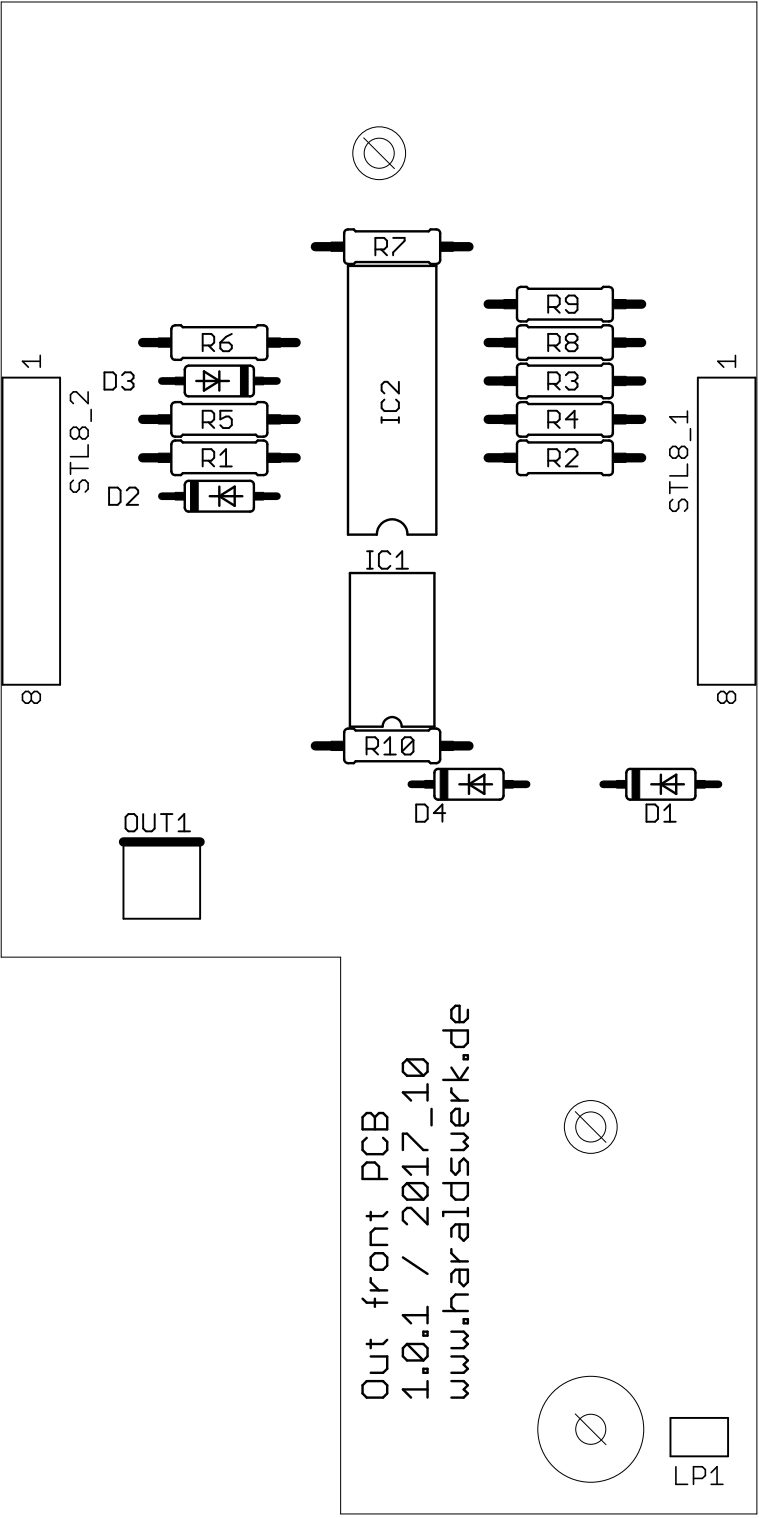 R7
R9
R6
R8
1
1
D3
R3
IC2
STL8_2
R5
R4
STL8_1
R1
R2
D2
IC1
8
8
R10
D4
D1
OUT1
Out front PCB
1.0.1 / 2017_10
www.haraldswerk.de
LP1